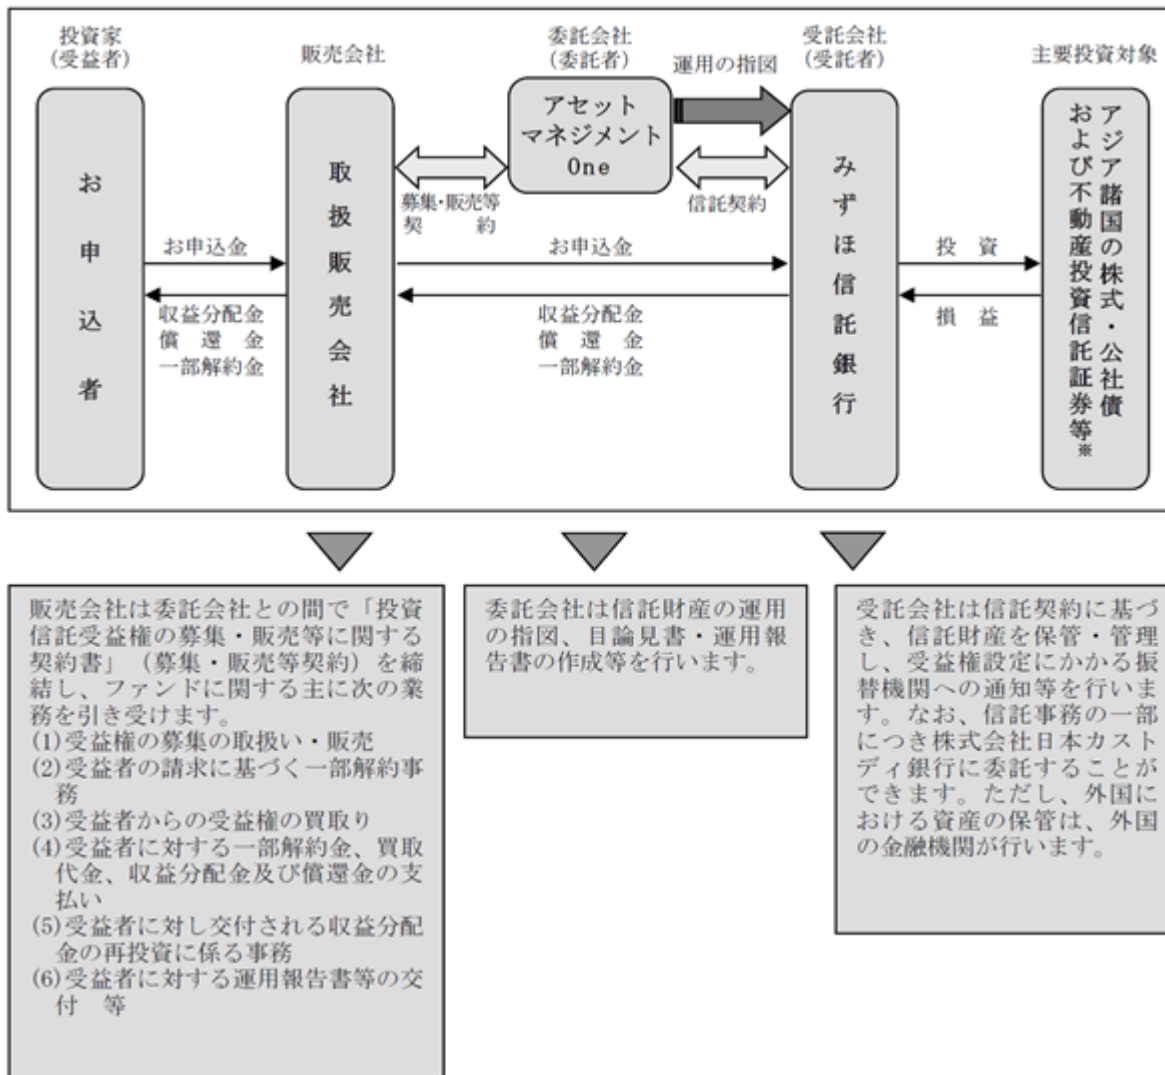 投資家
(受益者)
販売会社
委託会社
(委託者)
運用の指図
受託会社
(受託者)
主要投資対象
お申込者
取扱販売会社
アセット
マネジメント
One
みずほ信託銀行
アジア諸国の株式・公社債
および不動産投資信託証券等※
募集・販売等
契　約
信託契約
お申込金
収益分配金
償　還　金
一部解約金
お申込金
収益分配金
償　還　金
一部解約金
投　資
損　益
販売会社は委託会社との間で「投資
信託受益権の募集・販売等に関する
契約書」（募集・販売等契約）を締
結し、ファンドに関する主に次の業
務を引き受けます。
(1)受益権の募集の取扱い・販売
(2)受益者の請求に基づく一部解約事
務
(3)受益者からの受益権の買取り
(4)受益者に対する一部解約金、買取
代金、収益分配金及び償還金の支
払い
(5)受益者に対し交付される収益分配
金の再投資に係る事務
(6)受益者に対する運用報告書等の交
付　等
委託会社は信託財産の運用
の指図、目論見書・運用報
告書の作成等を行います。
受託会社は信託契約に基づ
き、信託財産を保管・管理
し、受益権設定にかかる振
替機関への通知等を行いま
す。なお、信託事務の一部
につき株式会社日本カスト
ディ銀行に委託することが
できます。ただし、外国に
おける資産の保管は、外国
の金融機関が行います。